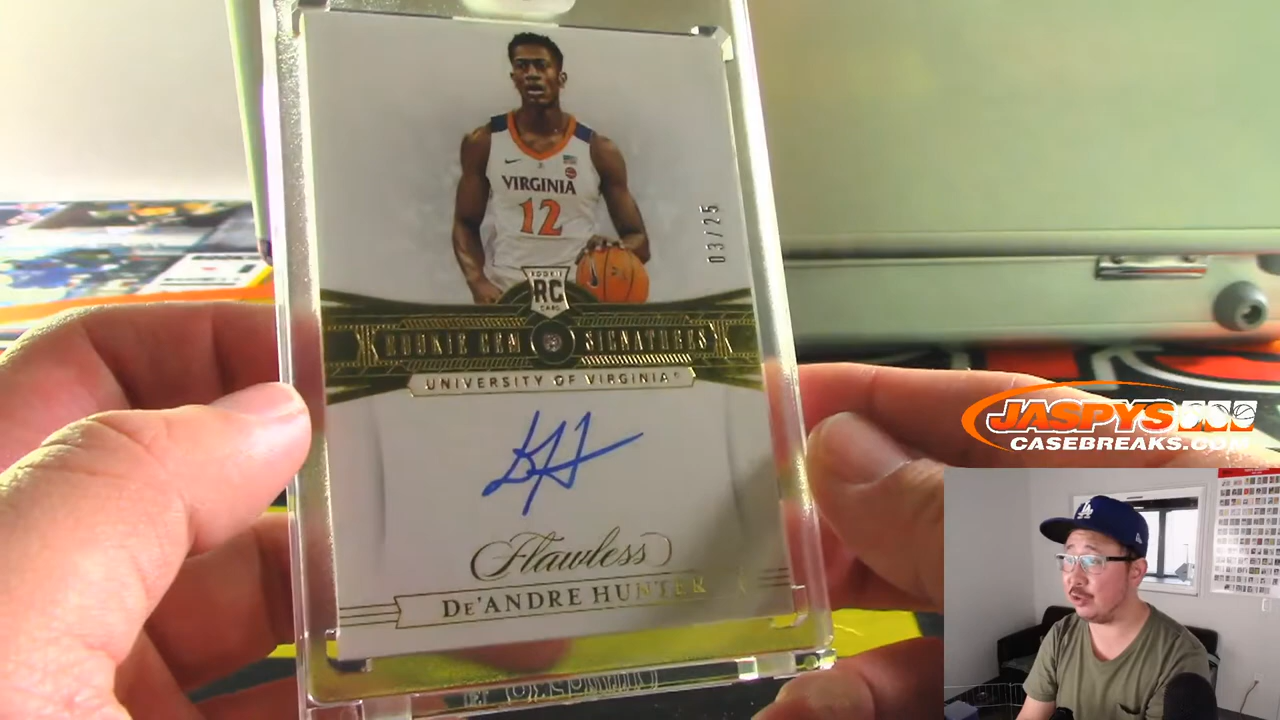 VIRGINIA
12
03/25
ROOKIE
RC
CARD
ROOKIE GEM SIGNATURES
UNIVERSITY OF VIRGINIA
Flawless
DE'ANDRE HUNTER
JASPYS
CASEBREAKS.COM
LA